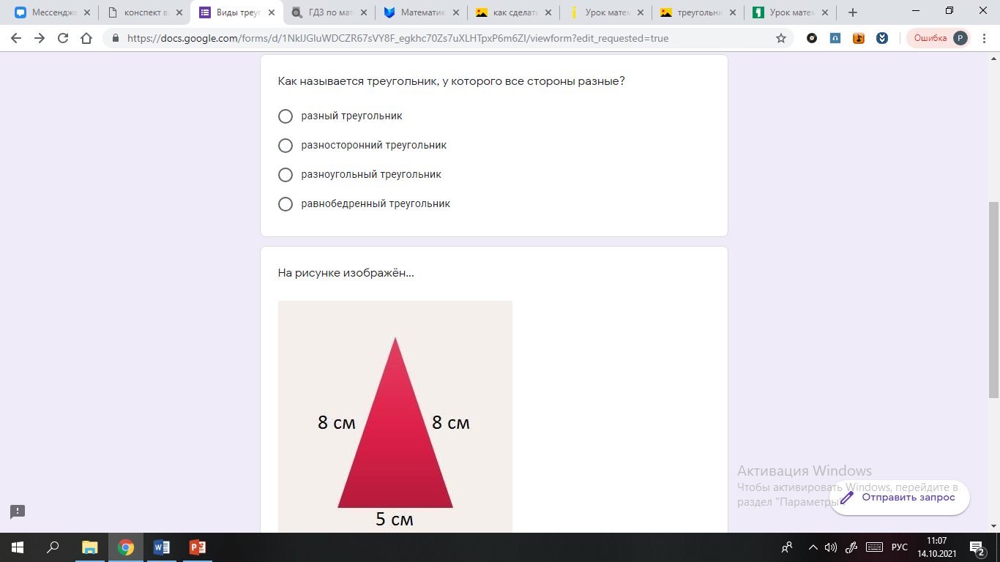 Мессендже
конспект в
Виды треуг
ГДЗ по мат
Математик
как сделать
Урок матем
треугольни
Урок матем
https://docs.google.com/forms/d/1NklJGIuWDCZR67sVY8F_egkhc70Zs7uXLHTpxP6m6ZI/viewform?edit_requested=true
Ошибка
P
Как называется треугольник, у которого все стороны разные?
разный треугольник
разносторонний треугольник
разноугольный треугольник
равнобедренный треугольник
На рисунке изображён...
8 см
8 см
5 см
Активация Windows
Чтобы активировать Windows, перейдите в
раздел "Параметры
Отправить запрос
РУС
11:07
14.10.2021
2